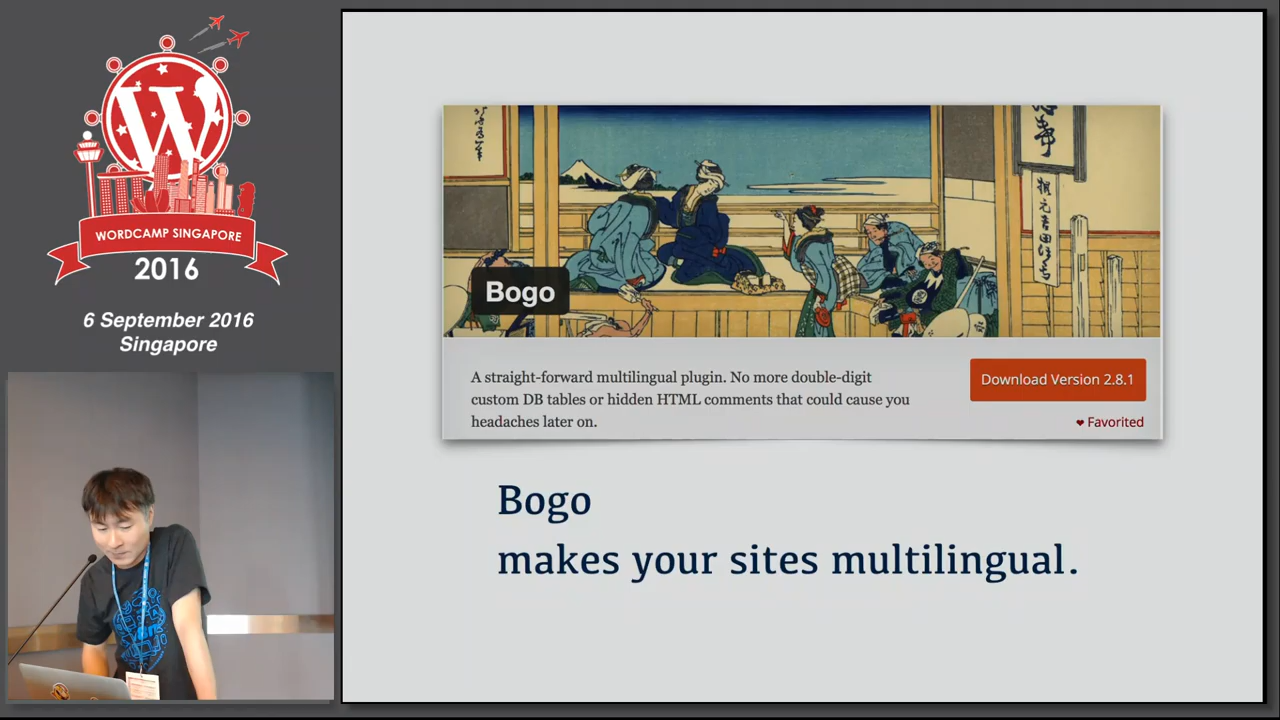 WORDCAMP SINGAPORE
2016
6 September 2016
Singapore
Bogo
A straight-forward multilingual plugin. No more double-digit
custom DB tables or hidden HTML comments that could cause you
headaches later on.
Download Version 2.8.1
Favorited
Bogo
makes your sites multilingual.